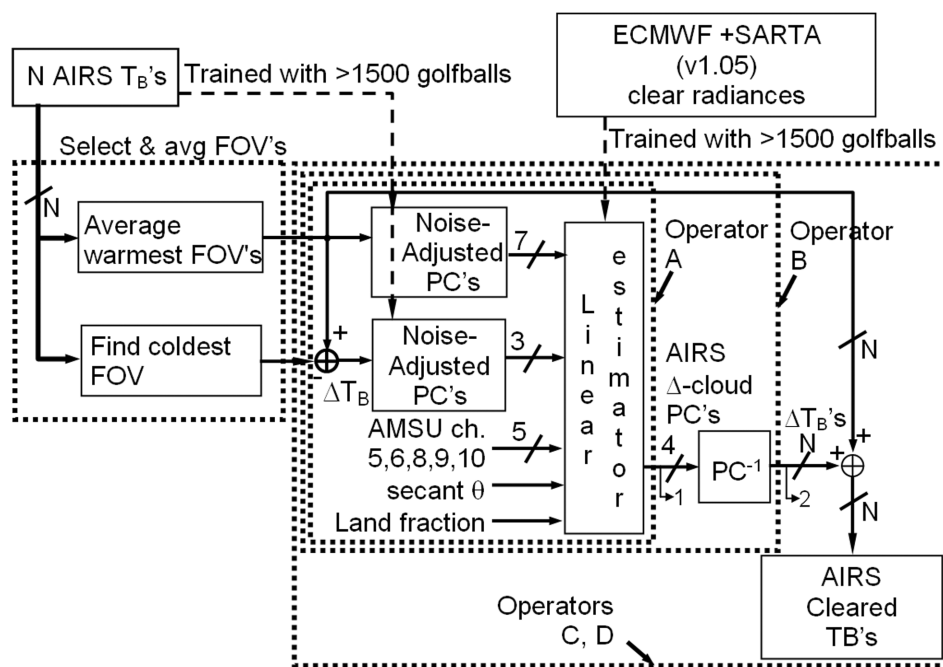 N AIRS T_B's
Trained with >1500 golfballs
ECMWF +SARTA
(v1.05)
clear radiances
Trained with >1500 golfballs
Select & avg FOV's
N
Average
warmest FOV's
Find coldest
FOV
+
-
ΔT_B
Noise-
Adjusted
PC's
7
Noise-
Adjusted
PC's
3
AMSU ch.
5,6,8,9,10
5
secant θ
Land fraction
Linear
estimator
Operator
A
Operator
B
AIRS
Δ-cloud
PC's
4
1
PC⁻¹
ΔT_B's
N
2
N
+
+
N
AIRS
Cleared
TB's
Operators
C, D